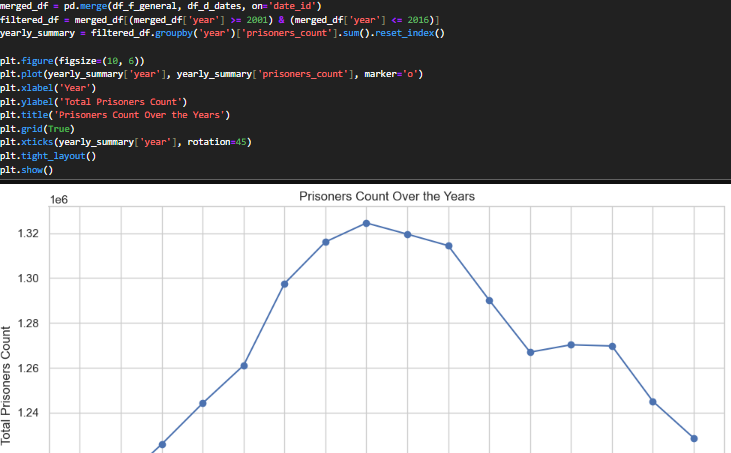 merged_df = pd.merge(df_f_general, df_d_dates, on='date_id')
filtered_df = merged_df[(merged_df['year'] >= 2001) & (merged_df['year'] <= 2016)]
yearly_summary = filtered_df.groupby('year')['prisoners_count'].sum().reset_index()

plt.figure(figsize=(10, 6))
plt.plot(yearly_summary['year'], yearly_summary['prisoners_count'], marker='o')
plt.xlabel('Year')
plt.ylabel('Total Prisoners Count')
plt.title('Prisoners Count Over the Years')
plt.grid(True)
plt.xticks(yearly_summary['year'], rotation=45)
plt.tight_layout()
plt.show()
1e6
Prisoners Count Over the Years
1.32
1.30
1.28
1.26
1.24
Total Prisoners Count